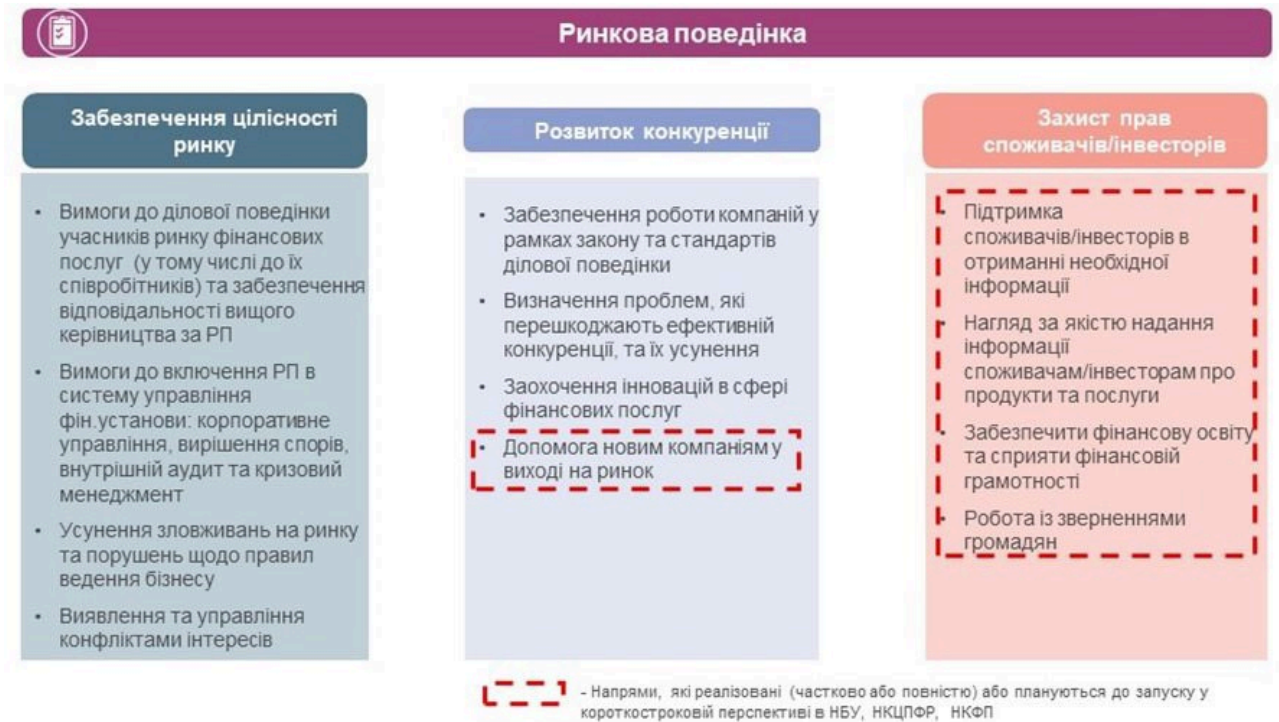 Ринкова поведінка
Забезпечення цілісності
ринку
• Вимоги до ділової поведінки
учасників ринку фінансових
послуг (у тому числі до їх
співробітників) та забезпечення
відповідальності вищого
керівництва за РП
• Вимоги до включення РП в
систему управління
фін.установи: корпоративне
управління, вирішення спорів,
внутрішній аудит та кризовий
менеджмент
• Усунення зловживань на ринку
та порушень щодо правил
ведення бізнесу
• Виявлення та управління
конфліктами інтересів
Розвиток конкуренції
• Забезпечення роботи компаній у
рамках закону та стандартів
ділової поведінки
• Визначення проблем, які
перешкоджають ефективній
конкуренції, та їх усунення
• Заохочення інновацій в сфері
фінансових послуг
• Допомога новим компаніям у
виході на ринок
Захист прав
споживачів/інвесторів
• Підтримка
споживачів/інвесторів в
отриманні необхідної
інформації
• Нагляд за якістю надання
інформації
споживачам/інвесторам про
продукти та послуги
• Забезпечити фінансову освіту
та сприяти фінансовій
грамотності
• Робота із зверненнями
громадян
- Напрями, які реалізовані (частково або повністю) або плануються до запуску у
короткостроковій перспективі в НБУ, НКЦПФР, НКФП